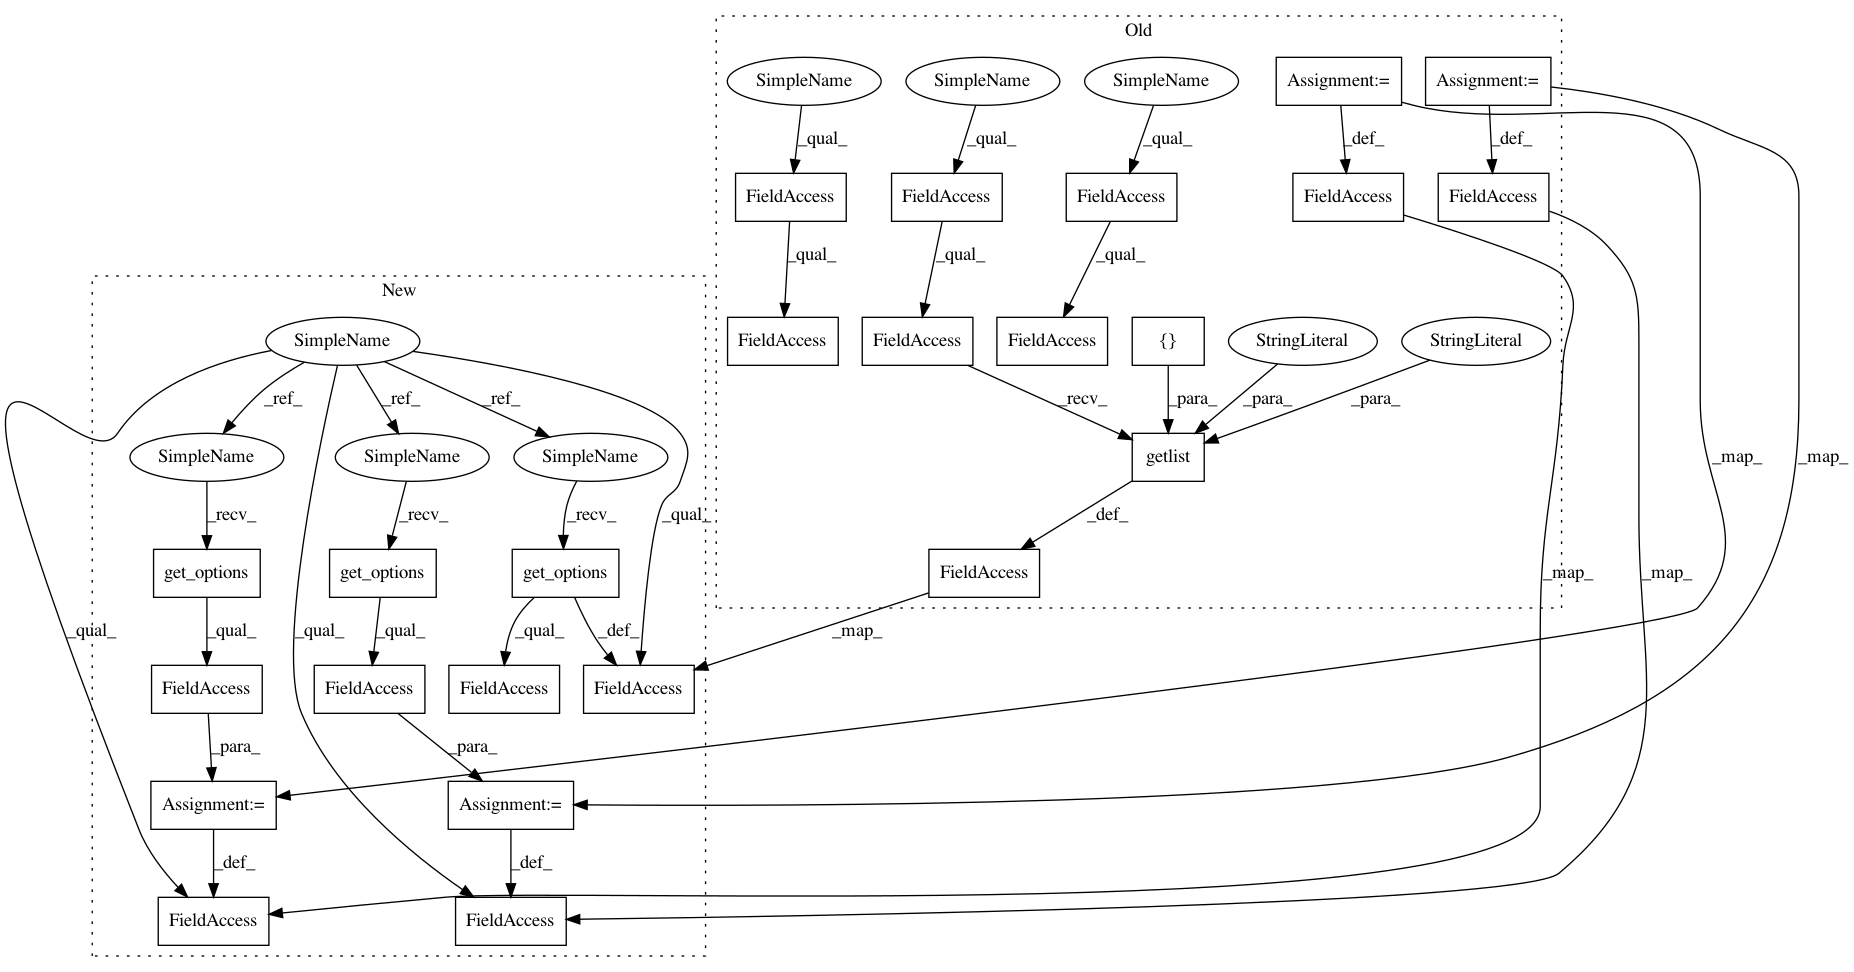 Old
SimpleName
SimpleName
SimpleName
Assignment:=
Assignment:=
_qual_
_qual_
_qual_
_def_
_def_
FieldAccess
FieldAccess
FieldAccess
FieldAccess
FieldAccess
_qual_
_qual_
_qual_
New
SimpleName
FieldAccess
FieldAccess
FieldAccess
{}
StringLiteral
StringLiteral
_ref_
_ref_
_ref_
_recv_
_para_
_para_
_para_
SimpleName
SimpleName
SimpleName
getlist
_map_
_map_
_recv_
_recv_
_recv_
_qual_
_def_
get_options
get_options
get_options
FieldAccess
_map_
_map_
_qual_
_qual_
_qual_
_qual_
_qual_
_def_
_map_
FieldAccess
FieldAccess
FieldAccess
FieldAccess
_para_
_para_
Assignment:=
Assignment:=
_def_
_def_
FieldAccess
FieldAccess